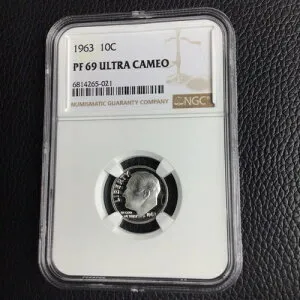 1963 10C
PF 69 ULTRA CAMEO
6814265-021
NUMISMATIC GUARANTY COMPANY
NGC
LIBERTY